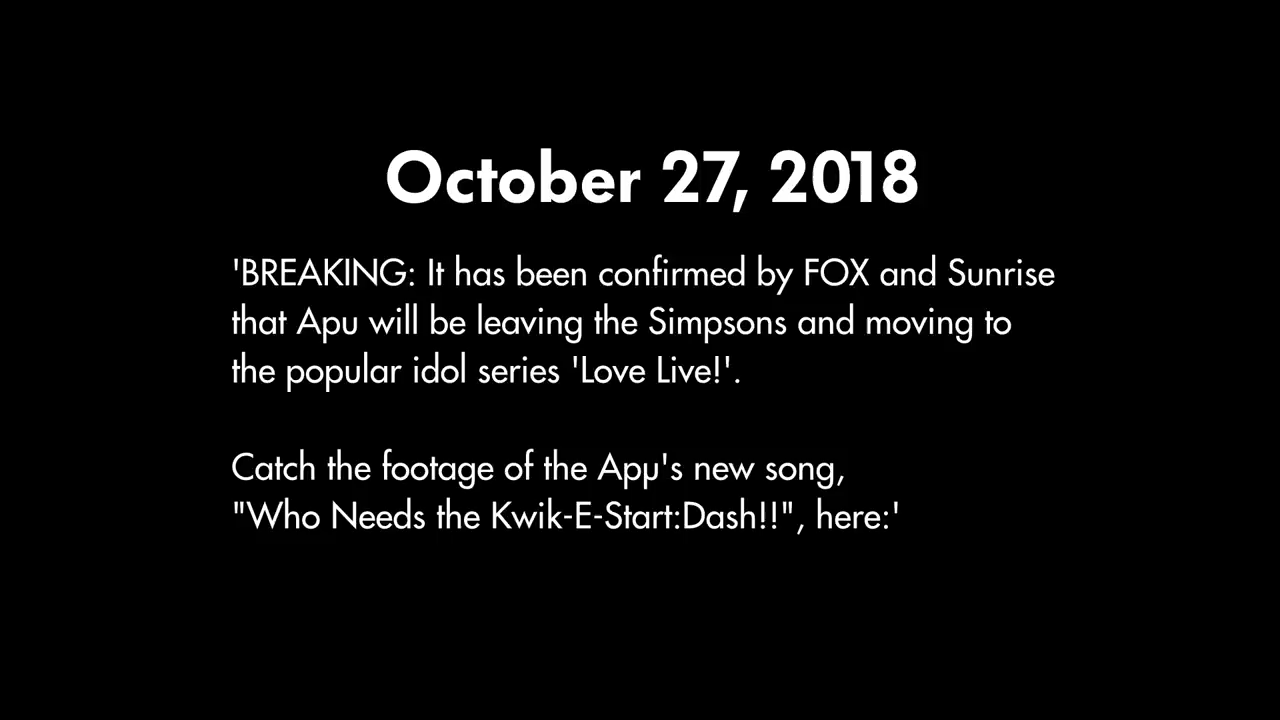 October 27, 2018
'BREAKING: It has been confirmed by FOX and Sunrise
that Apu will be leaving the Simpsons and moving to
the popular idol series 'Love Live!'.
Catch the footage of the Apu's new song,
"Who Needs the Kwik-E-Start:Dash!!", here:'